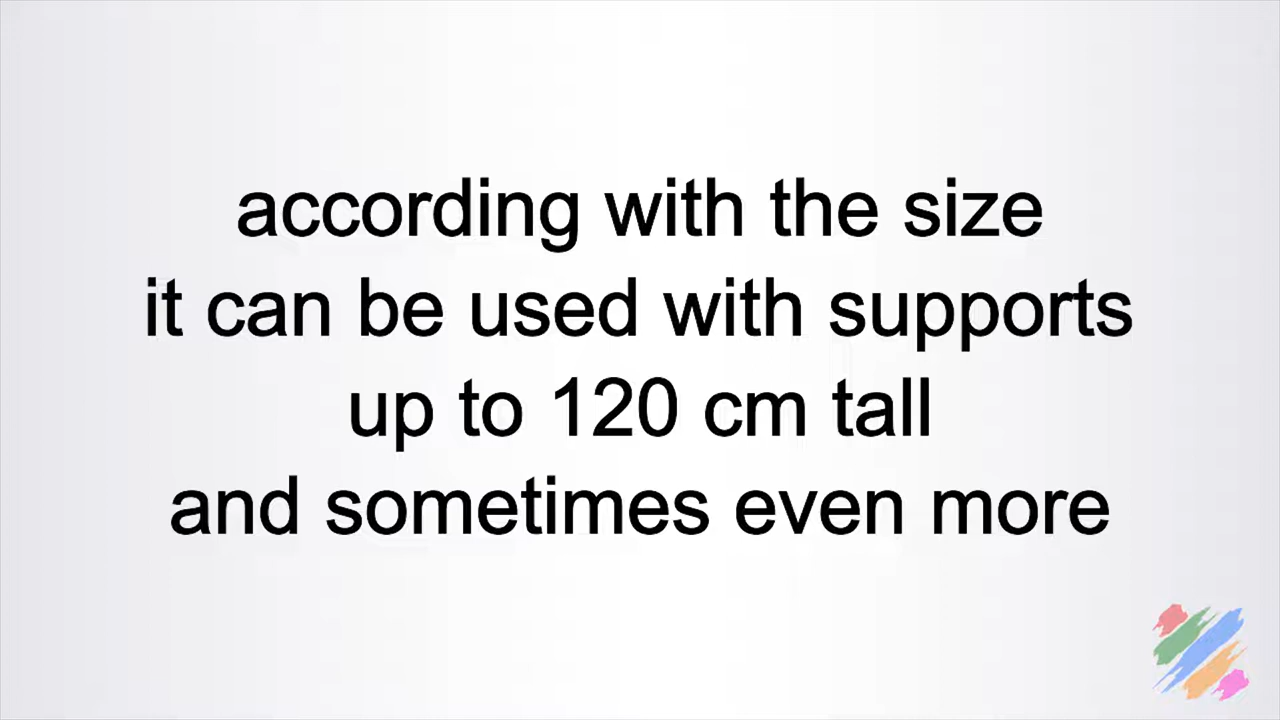 according with the size
it can be used with supports
up to 120 cm tall
and sometimes even more